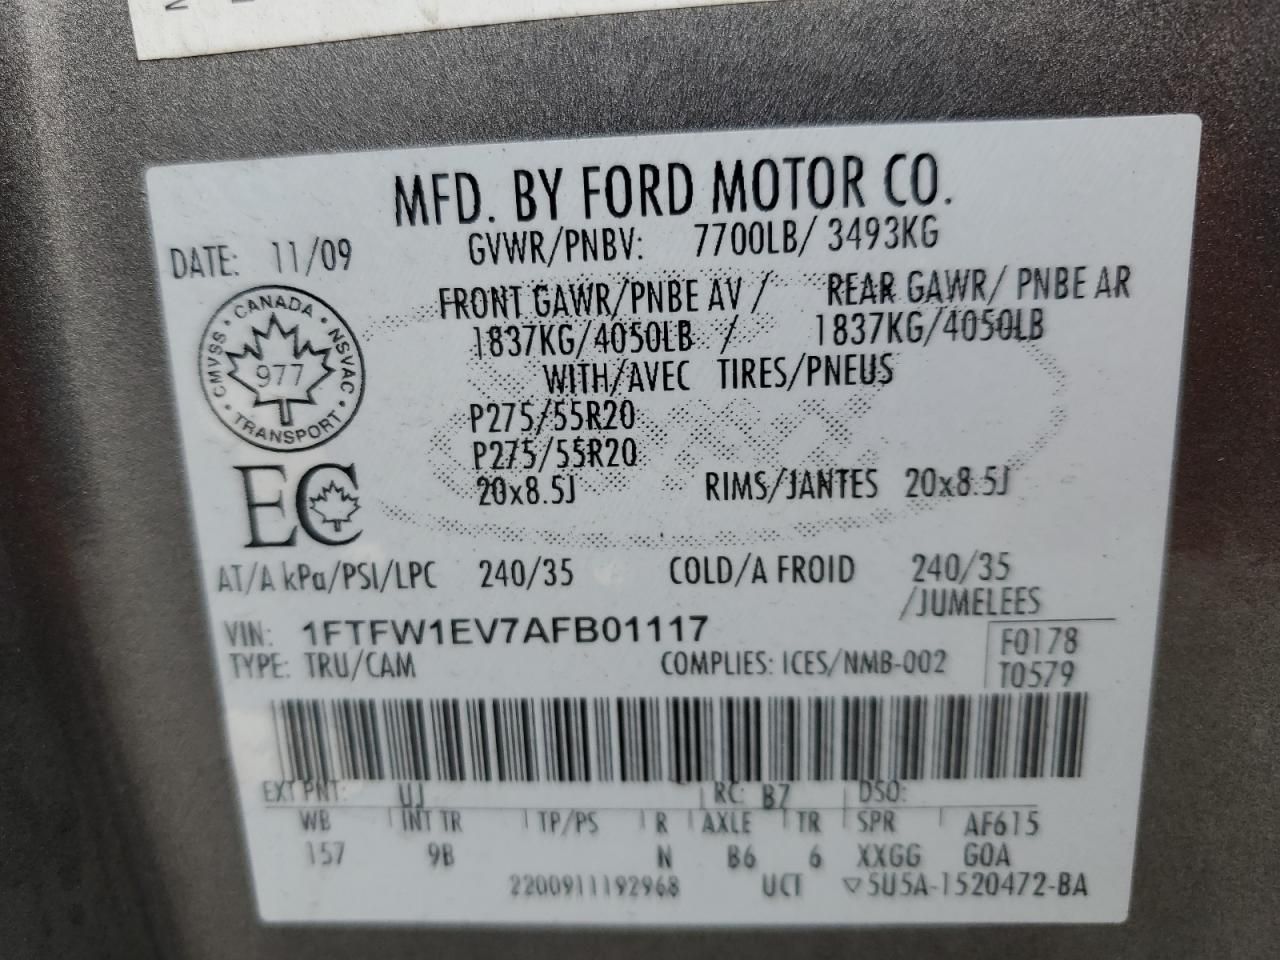 MFD. BY FORD MOTOR CO.
DATE: 11/09 GVWR/PNBV: 7700LB/ 3493KG
FRONT GAWR/PNBE AV / REAR GAWR/ PNBE AR
1837KG/4050LB / 1837KG/4050LB
WITH/AVEC TIRES/PNEUS
CANADA · NSVAC · TRANSPORT · CMVSS ·
977
P275/55R20
P275/55R20
20x8.5J RIMS/JANTES 20x8.5J
EC
AT/A kPa/PSI/LPC 240/35 COLD/A FROID 240/35
/JUMELEES
VIN: 1FTFW1EV7AFB01117 F0178
TYPE: TRU/CAM COMPLIES: ICES/NMB-002 T0579
EXT PNT: UJ RC: B7 DSO:
WB INT TR TP/PS R AXLE TR SPR AF615
157 9B N B6 6 XXGG GOA
2200911192968 UCT ▽5U5A-1520472-BA